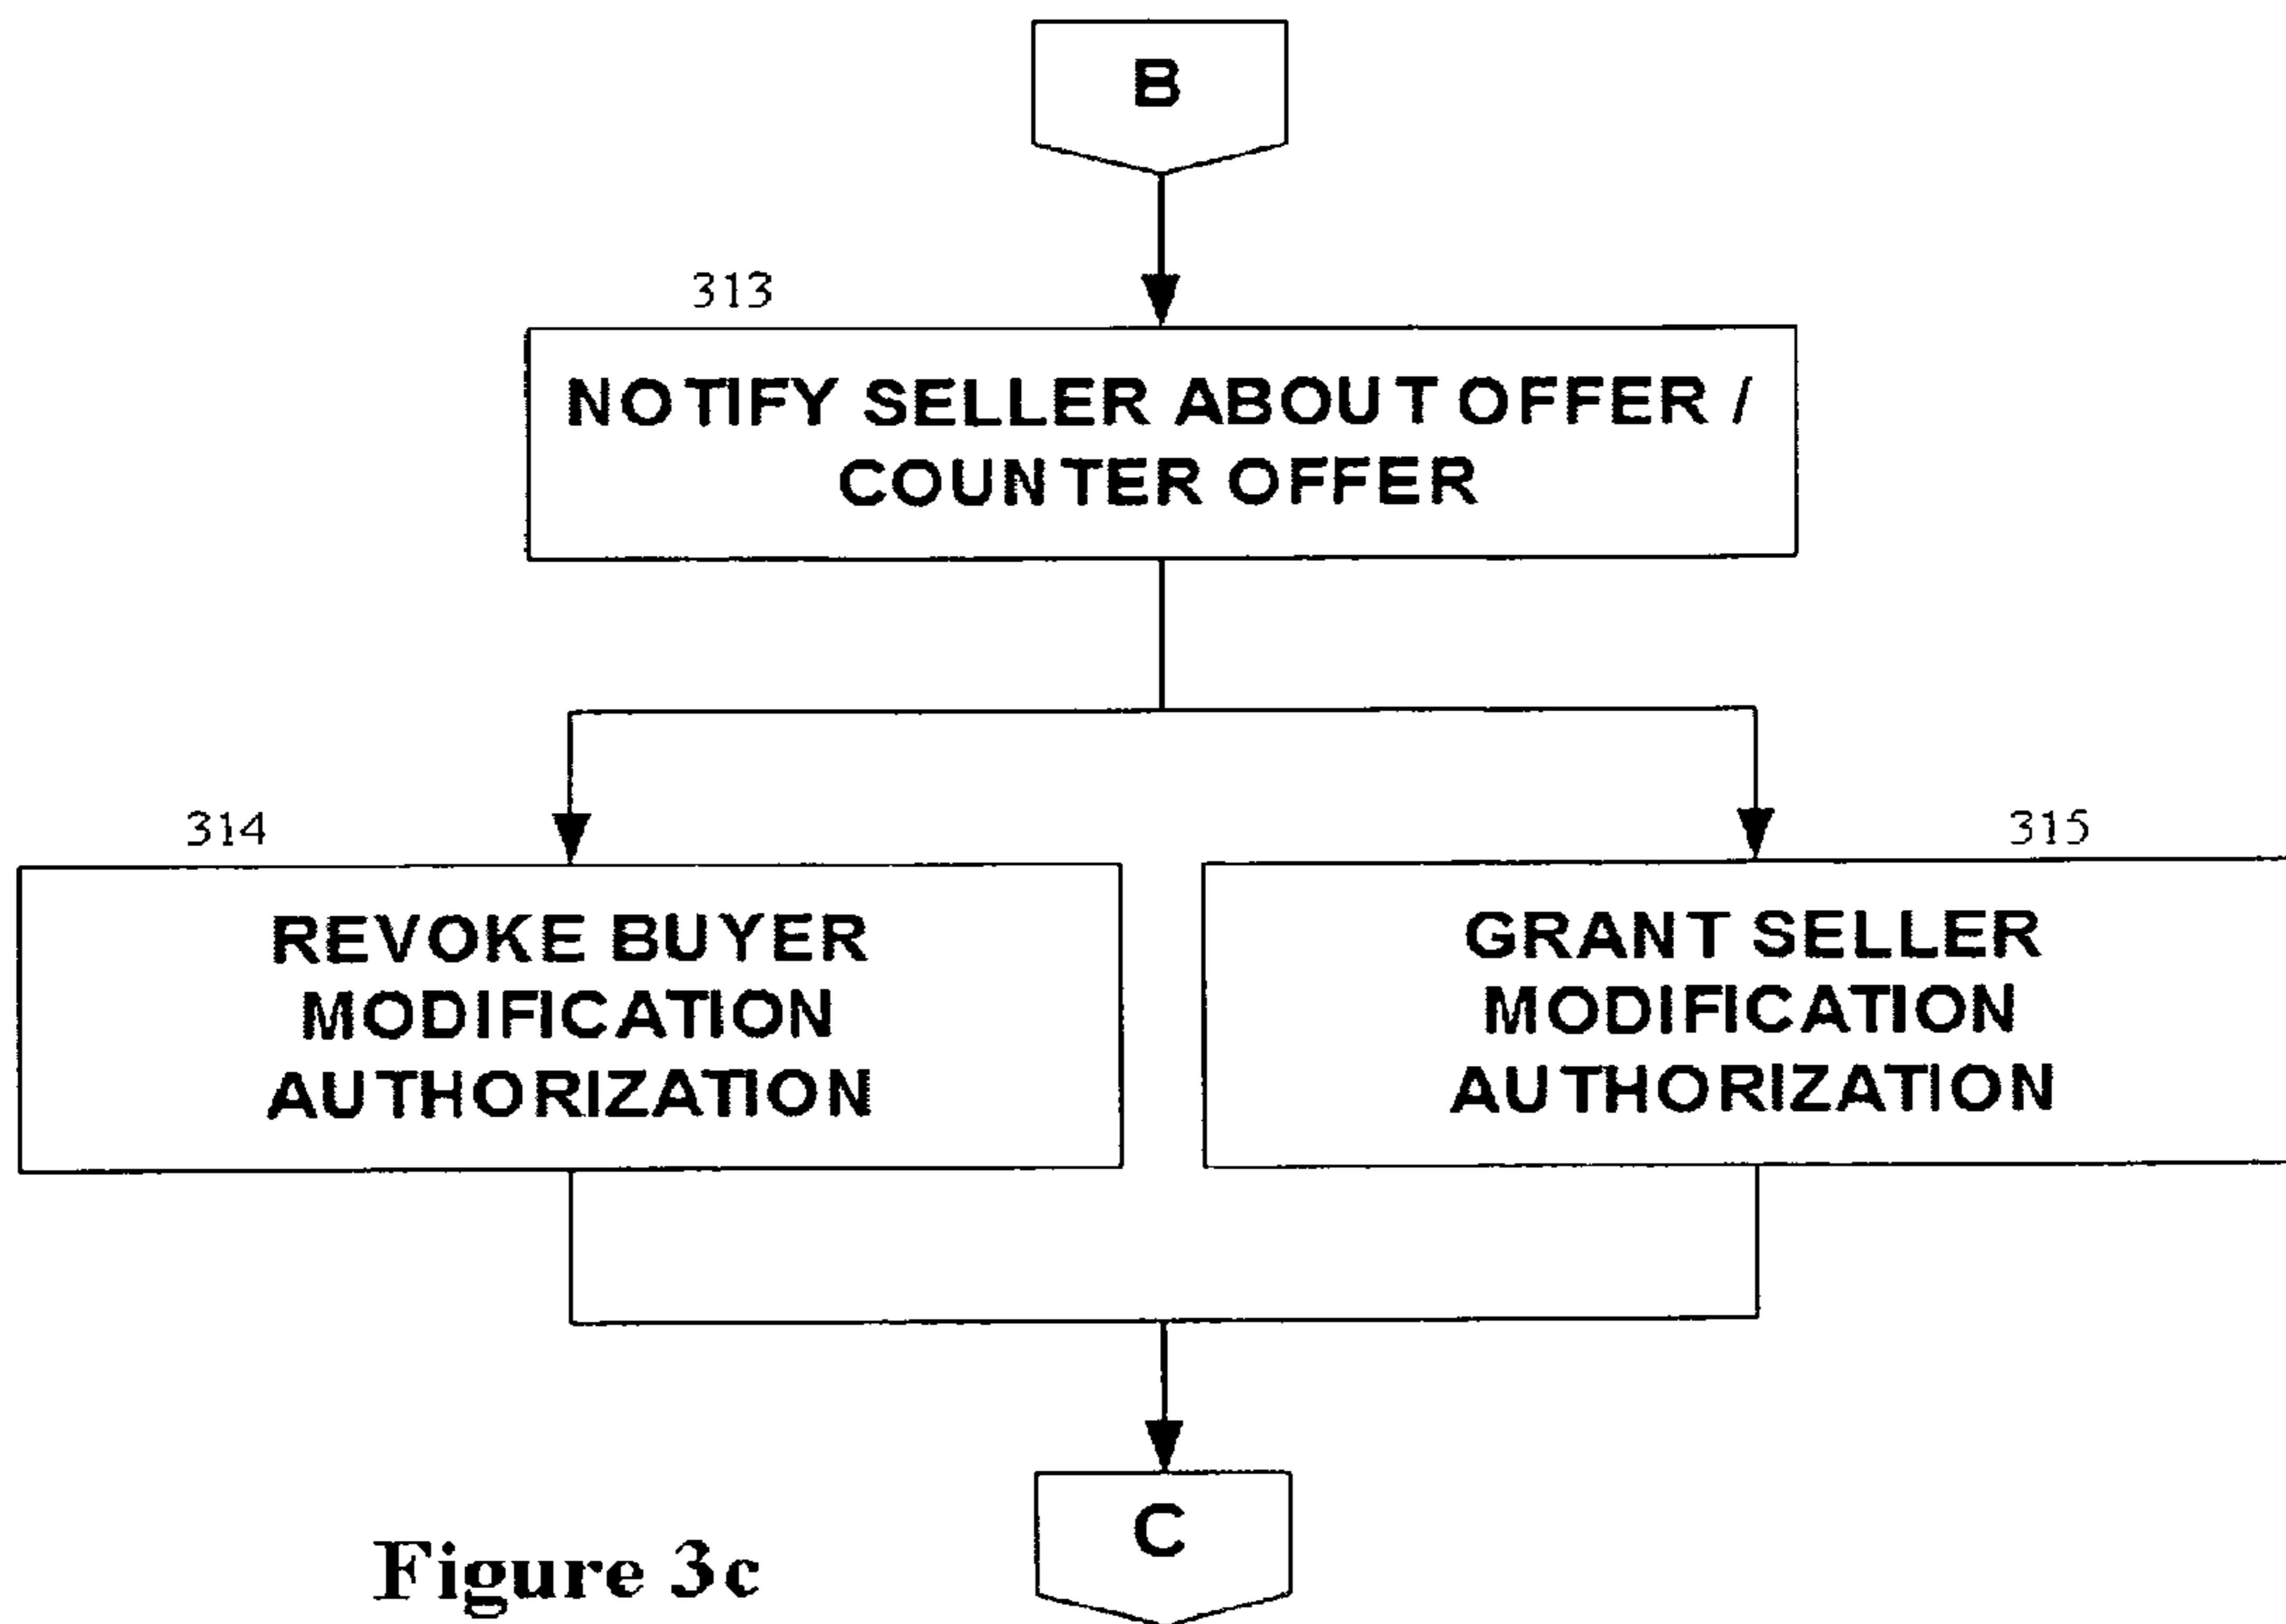 B
313
NOTIFY SELLER ABOUT OFFER /
COUNTER OFFER
314
REVOKE BUYER
MODIFICATION
AUTHORIZATION
315
GRANT SELLER
MODIFICATION
AUTHORIZATION
C
Figure 3c